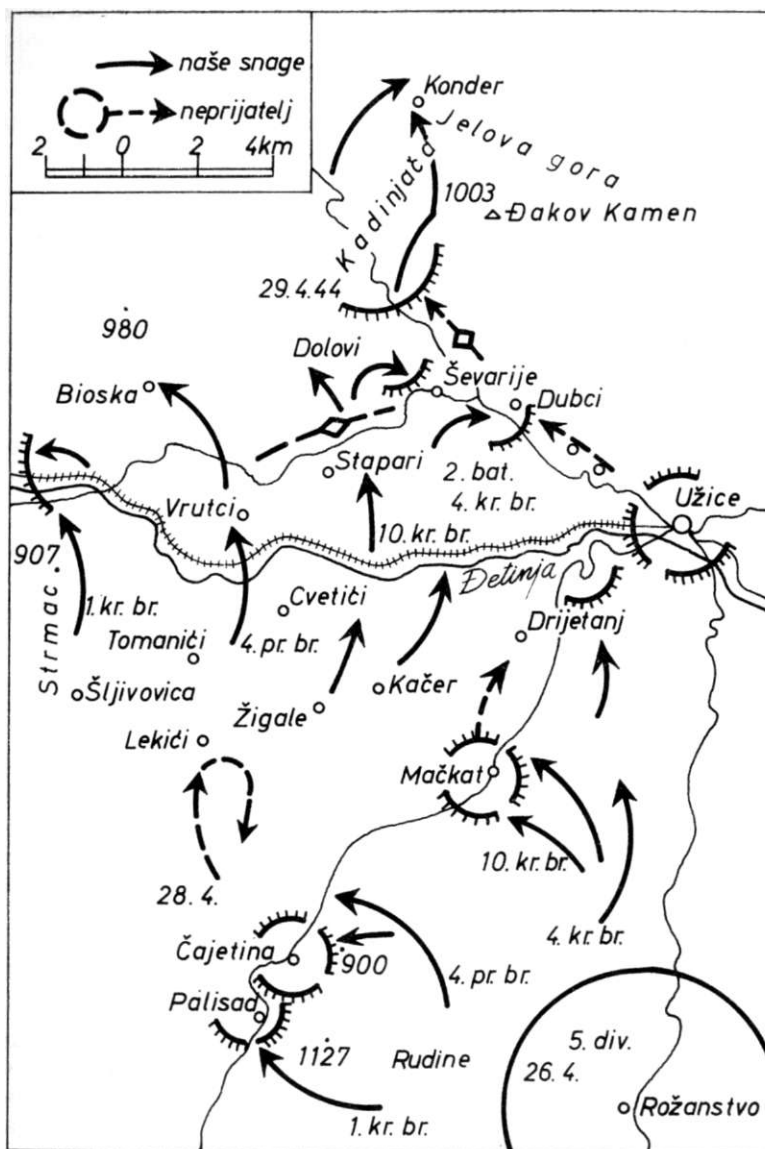 naše snage
neprijatelj
2 0 2 4km
Konder
Jelova gora
Kadinjača
1003
Đakov Kamen
29.4.44
980
Dolovi
Bioska
Ševarije
Dubci
Stapari
2. bat.
4. kr. br.
Užice
Vrutci
10. kr. br.
907
Đetinja
Strmac
1. kr. br.
Cvetići
Tomanići
4. pr. br.
Drijetanj
Šljivovica
Kačer
Žigale
Lekići
Mačkat
10. kr. br.
28.4.
4. kr. br.
Čajetina
900
4. pr. br.
Palisad
1127
Rudine
5. div.
26.4.
Rožanstvo
1. kr. br.